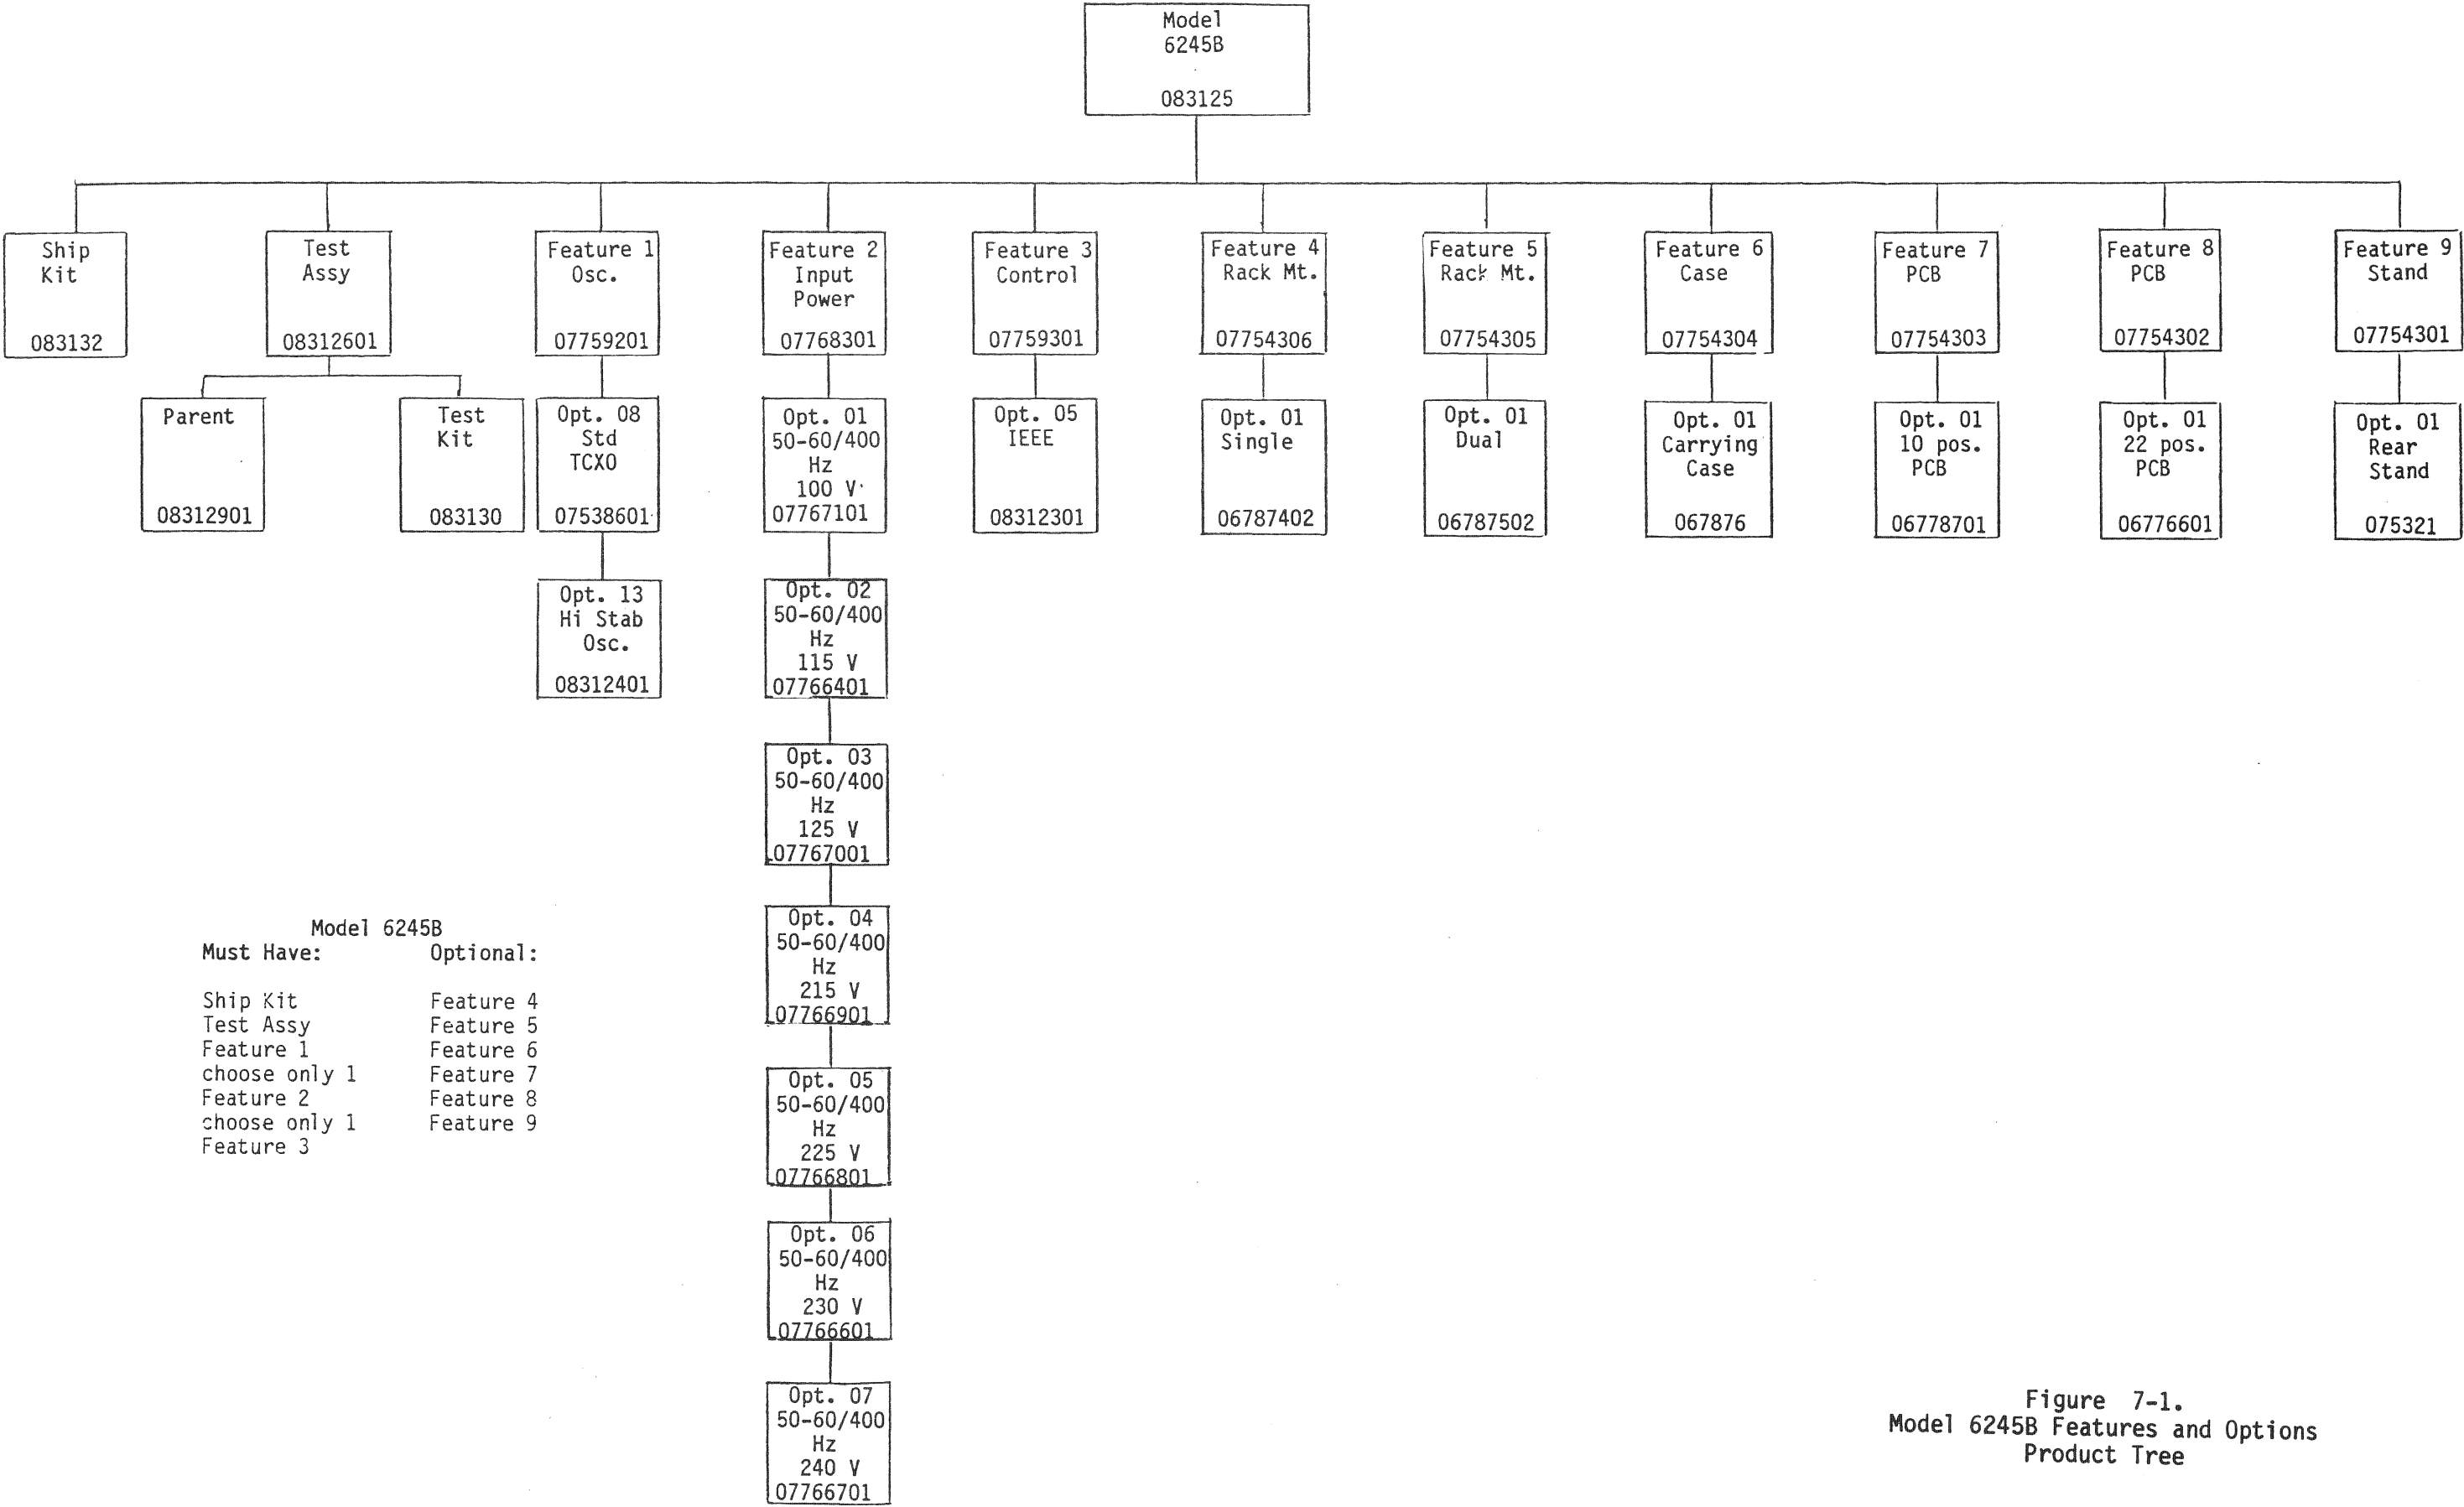 Model
6245B
083125
Ship
Kit
083132
Test
Assy
08312601
Feature 1
Osc.
07759201
Feature 2
Input
Power
07768301
Feature 3
Control
07759301
Feature 4
Rack Mt.
07754306
Feature 5
Rack Mt.
07754305
Feature 6
Case
07754304
Feature 7
PCB
07754303
Feature 8
PCB
07754302
Feature 9
Stand
07754301
Parent
08312901
Test
Kit
083130
Opt. 08
Std
TCXO
07538601
Opt. 01
50-60/400
Hz
100 V
07767101
Opt. 05
IEEE
08312301
Opt. 01
Single
06787402
Opt. 01
Dual
06787502
Opt. 01
Carrying
Case
067876
Opt. 01
10 pos.
PCB
06778701
Opt. 01
22 pos.
PCB
06776601
Opt. 01
Rear
Stand
075321
Opt. 13
Hi Stab
Osc.
08312401
Opt. 02
50-60/400
Hz
115 V
07766401
Opt. 03
50-60/400
Hz
125 V
07767001
Opt. 04
50-60/400
Hz
215 V
07766901
Opt. 05
50-60/400
Hz
225 V
07766801
Opt. 06
50-60/400
Hz
230 V
07766601
Opt. 07
50-60/400
Hz
240 V
07766701
Model 6245B
Must Have: Optional:
Ship Kit Feature 4
Test Assy Feature 5
Feature 1 Feature 6
choose only 1 Feature 7
Feature 2 Feature 8
choose only 1 Feature 9
Feature 3
Figure 7-1.
Model 6245B Features and Options
Product Tree